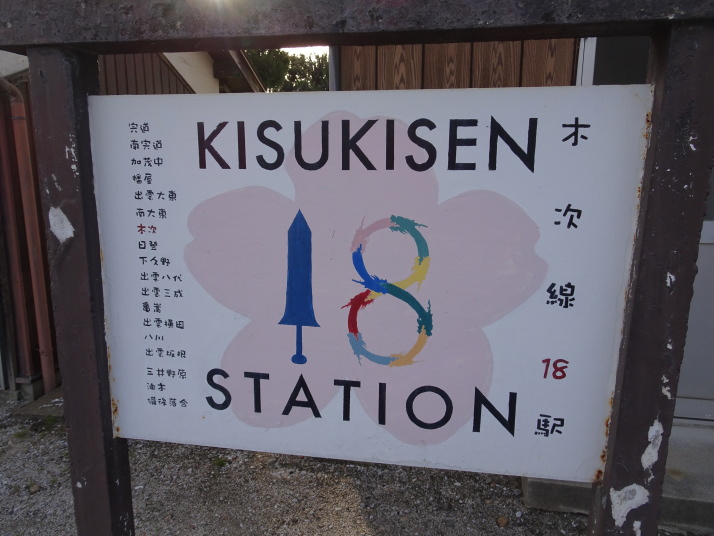 宍道
南宍道
加茂中
幡屋
出雲大東
南大東
木次
日登
下久野
出雲八代
出雲三成
亀嵩
出雲横田
八川
出雲坂根
三井野原
油木
備後落合
KISUKISEN
18
STATION
木次線18駅